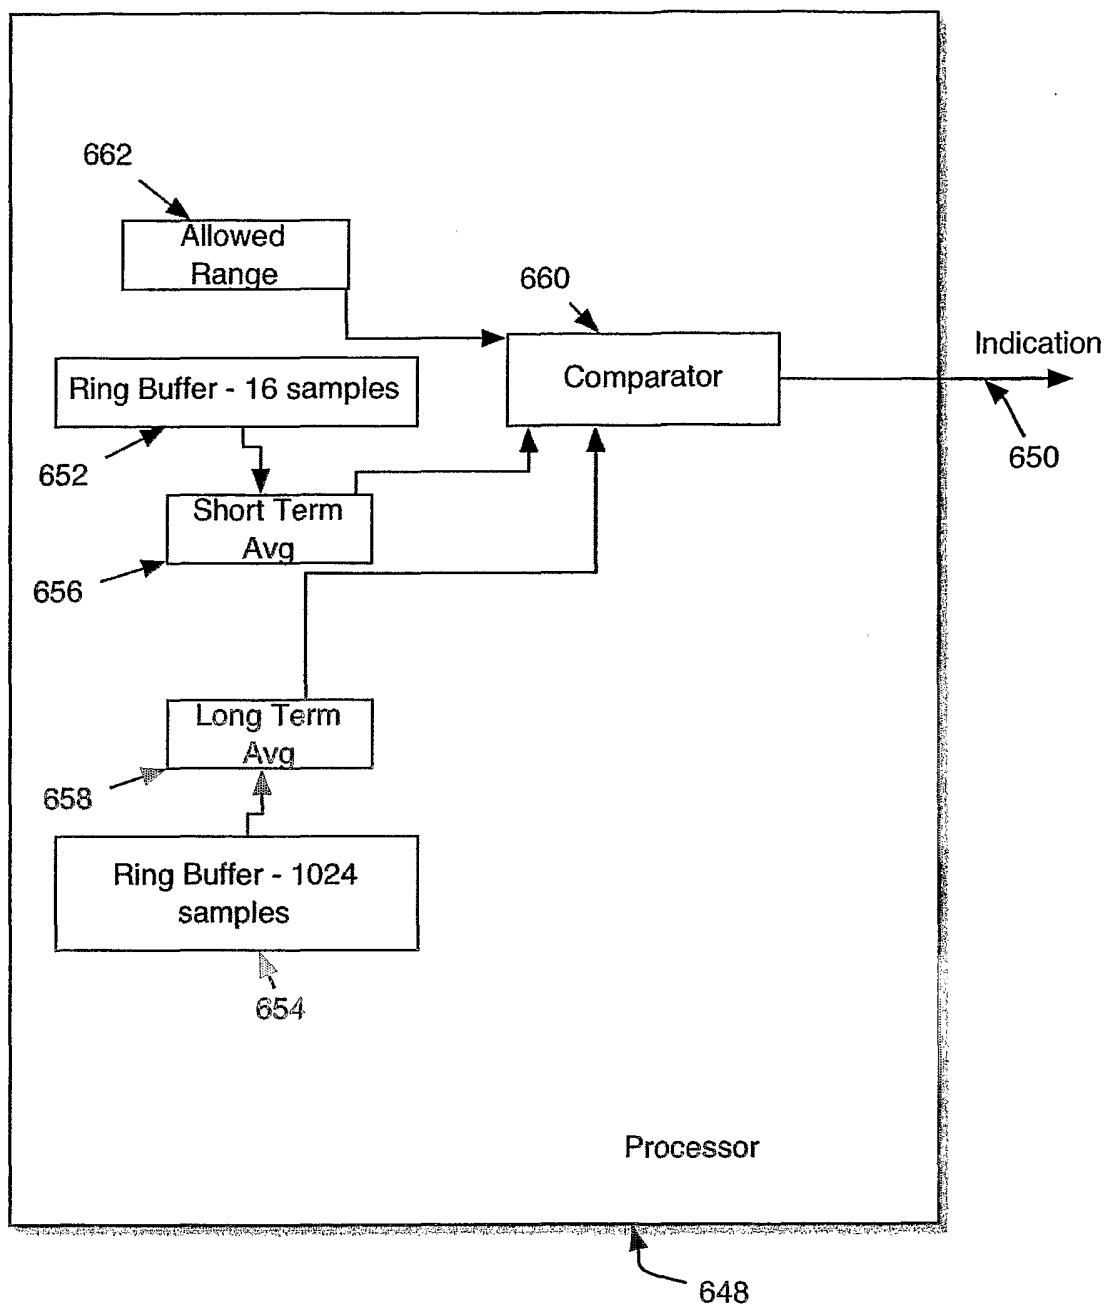 662
Allowed
Range
660
Indication
Comparator
Ring Buffer - 16 samples
650
652
Short Term
Avg
656
Long Term
Avg
658
Ring Buffer - 1024
samples
654
Processor
648